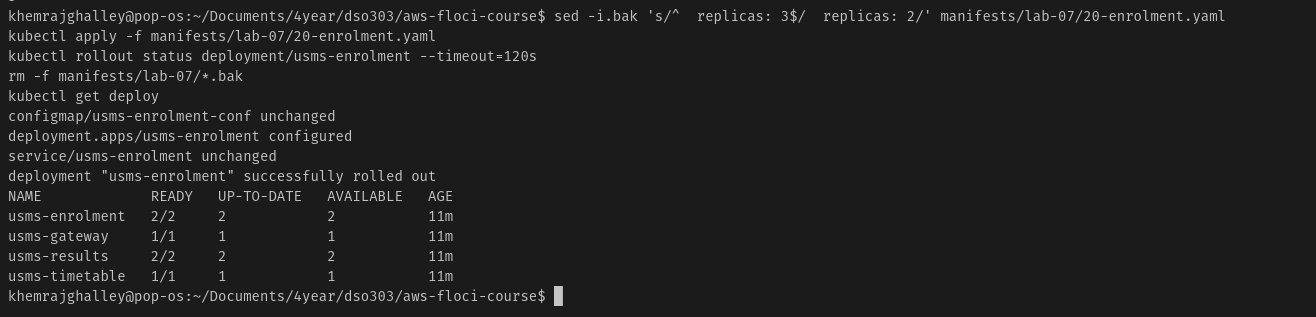 khemrajghalley@pop-os:~/Documents/4year/dso303/aws-floci-course$ sed -i.bak 's/^  replicas: 3$/  replicas: 2/' manifests/lab-07/20-enrolment.yaml
kubectl apply -f manifests/lab-07/20-enrolment.yaml
kubectl rollout status deployment/usms-enrolment --timeout=120s
rm -f manifests/lab-07/*.bak
kubectl get deploy
configmap/usms-enrolment-conf unchanged
deployment.apps/usms-enrolment configured
service/usms-enrolment unchanged
deployment "usms-enrolment" successfully rolled out
NAME             READY   UP-TO-DATE   AVAILABLE   AGE
usms-enrolment   2/2     2            2           11m
usms-gateway     1/1     1            1           11m
usms-results     2/2     2            2           11m
usms-timetable   1/1     1            1           11m
khemrajghalley@pop-os:~/Documents/4year/dso303/aws-floci-course$